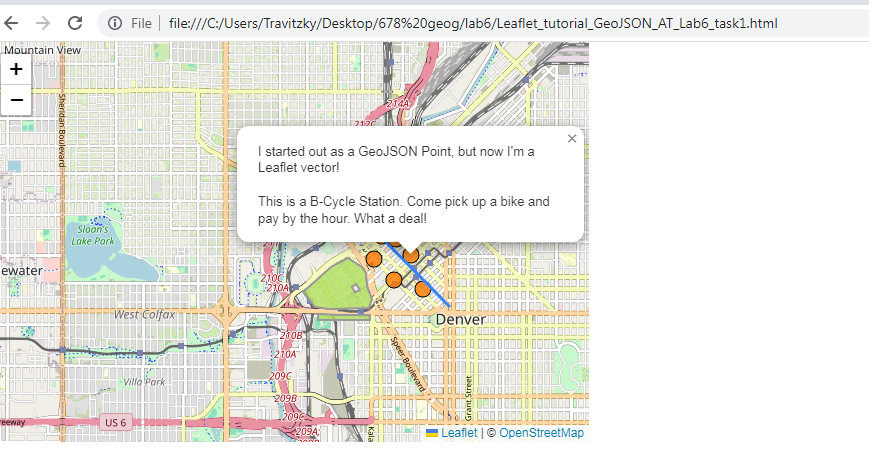 File | file:///C:/Users/Travitzky/Desktop/678%20geog/lab6/Leaflet_tutorial_GeoJSON_AT_Lab6_task1.html
Mountain View
+
−
Sheridan Boulevard
214A
212C
I started out as a GeoJSON Point, but now I'm a
Leaflet vector!
This is a B-Cycle Station. Come pick up a bike and
pay by the hour. What a deal!
×
Sloan's
Lake Park
ewater
210C
210A
West Colfax
Denver
210B
210A
Speer Boulevard
Villa Park
209C
Grant Street
209B
US 6
209C
reeway
Kala
Leaflet | © OpenStreetMap